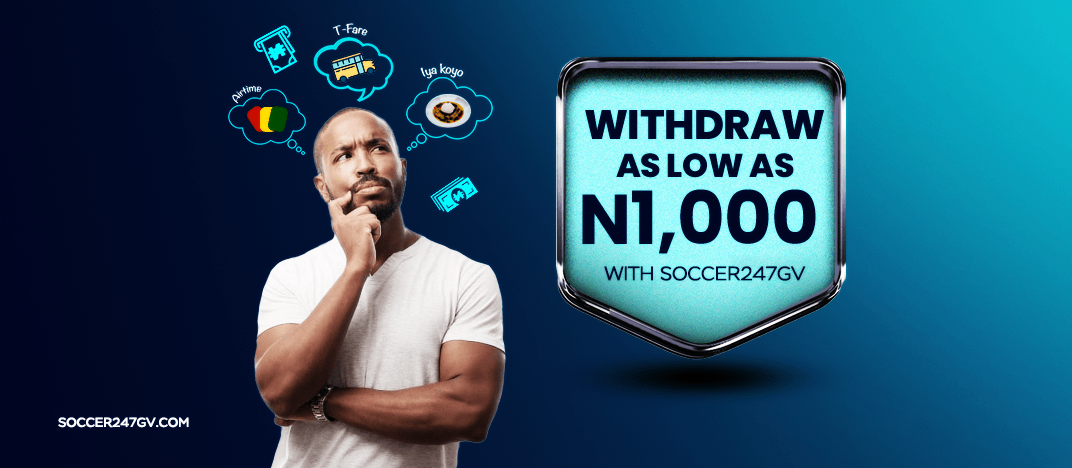 T-Fare
Iya koyo
Airtime
WITHDRAW
AS LOW AS
N1,000
WITH SOCCER247GV
SOCCER247GV.COM